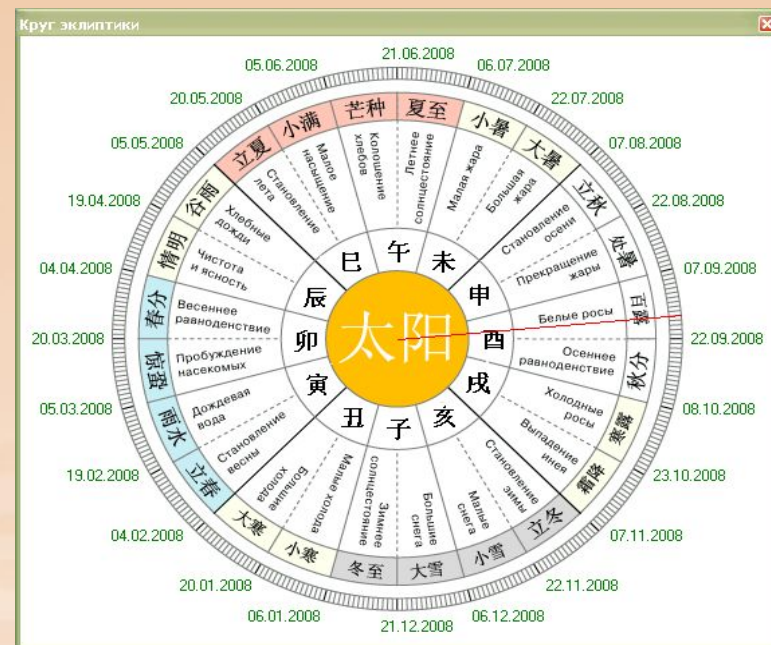 Круг эклиптики
21.06.2008
06.07.2008
22.07.2008
07.08.2008
22.08.2008
07.09.2008
22.09.2008
08.10.2008
23.10.2008
07.11.2008
22.11.2008
06.12.2008
21.12.2008
06.01.2008
20.01.2008
04.02.2008
19.02.2008
05.03.2008
20.03.2008
04.04.2008
19.04.2008
05.05.2008
20.05.2008
05.06.2008
夏至
小暑
大暑
立秋
处暑
百露
秋分
寒露
霜降
立冬
小雪
大雪
冬至
小寒
大寒
立春
雨水
惊蛰
春分
情明
谷雨
立夏
小满
芒种
Летнее
солнцестояние
Малая жара
Большая
жара
Становление
осени
Прекращение
жары
Белые росы
Осеннее
равноденствие
Холодные
росы
Выпадение
инея
Становление
зимы
Малые
снега
Большие
снега
Зимнее
солнцестояние
Малые холода
Большие
холода
Становление
весны
Дождевая
вода
Пробуждение
насекомых
Весеннее
равноденствие
Чистота
и ясность
Хлебные
дожди
Становление
лета
Малое
насыщение
Колошение
хлебов
午
未
申
酉
戌
亥
子
丑
寅
卯
辰
巳
太阳